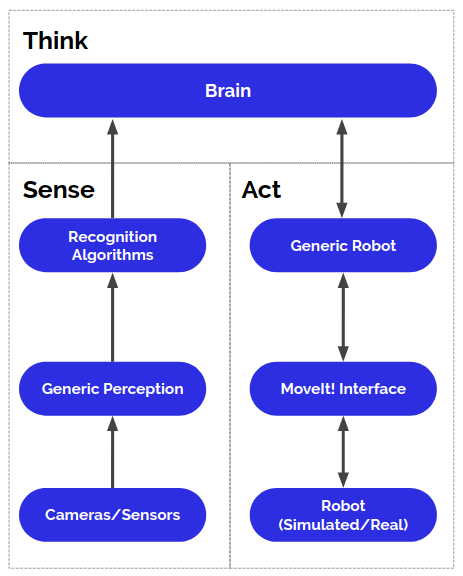 Think
Brain
Sense
Recognition
Algorithms
Generic Perception
Cameras/Sensors
Act
Generic Robot
MoveIt! Interface
Robot
(Simulated/Real)